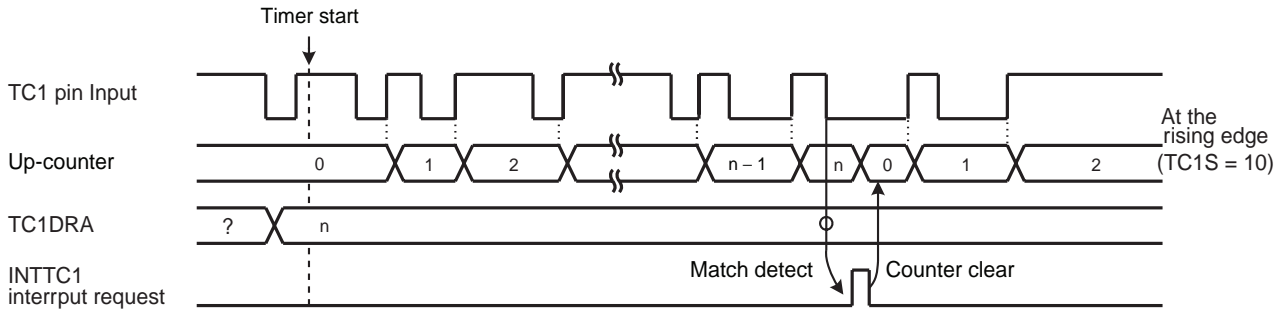 Timer start
TC1 pin Input
Up-counter
0 1 2 n – 1 n 0 1 2
At the
rising edge
(TC1S = 10)
TC1DRA
? n
Match detect
Counter clear
INTTC1
interrput request